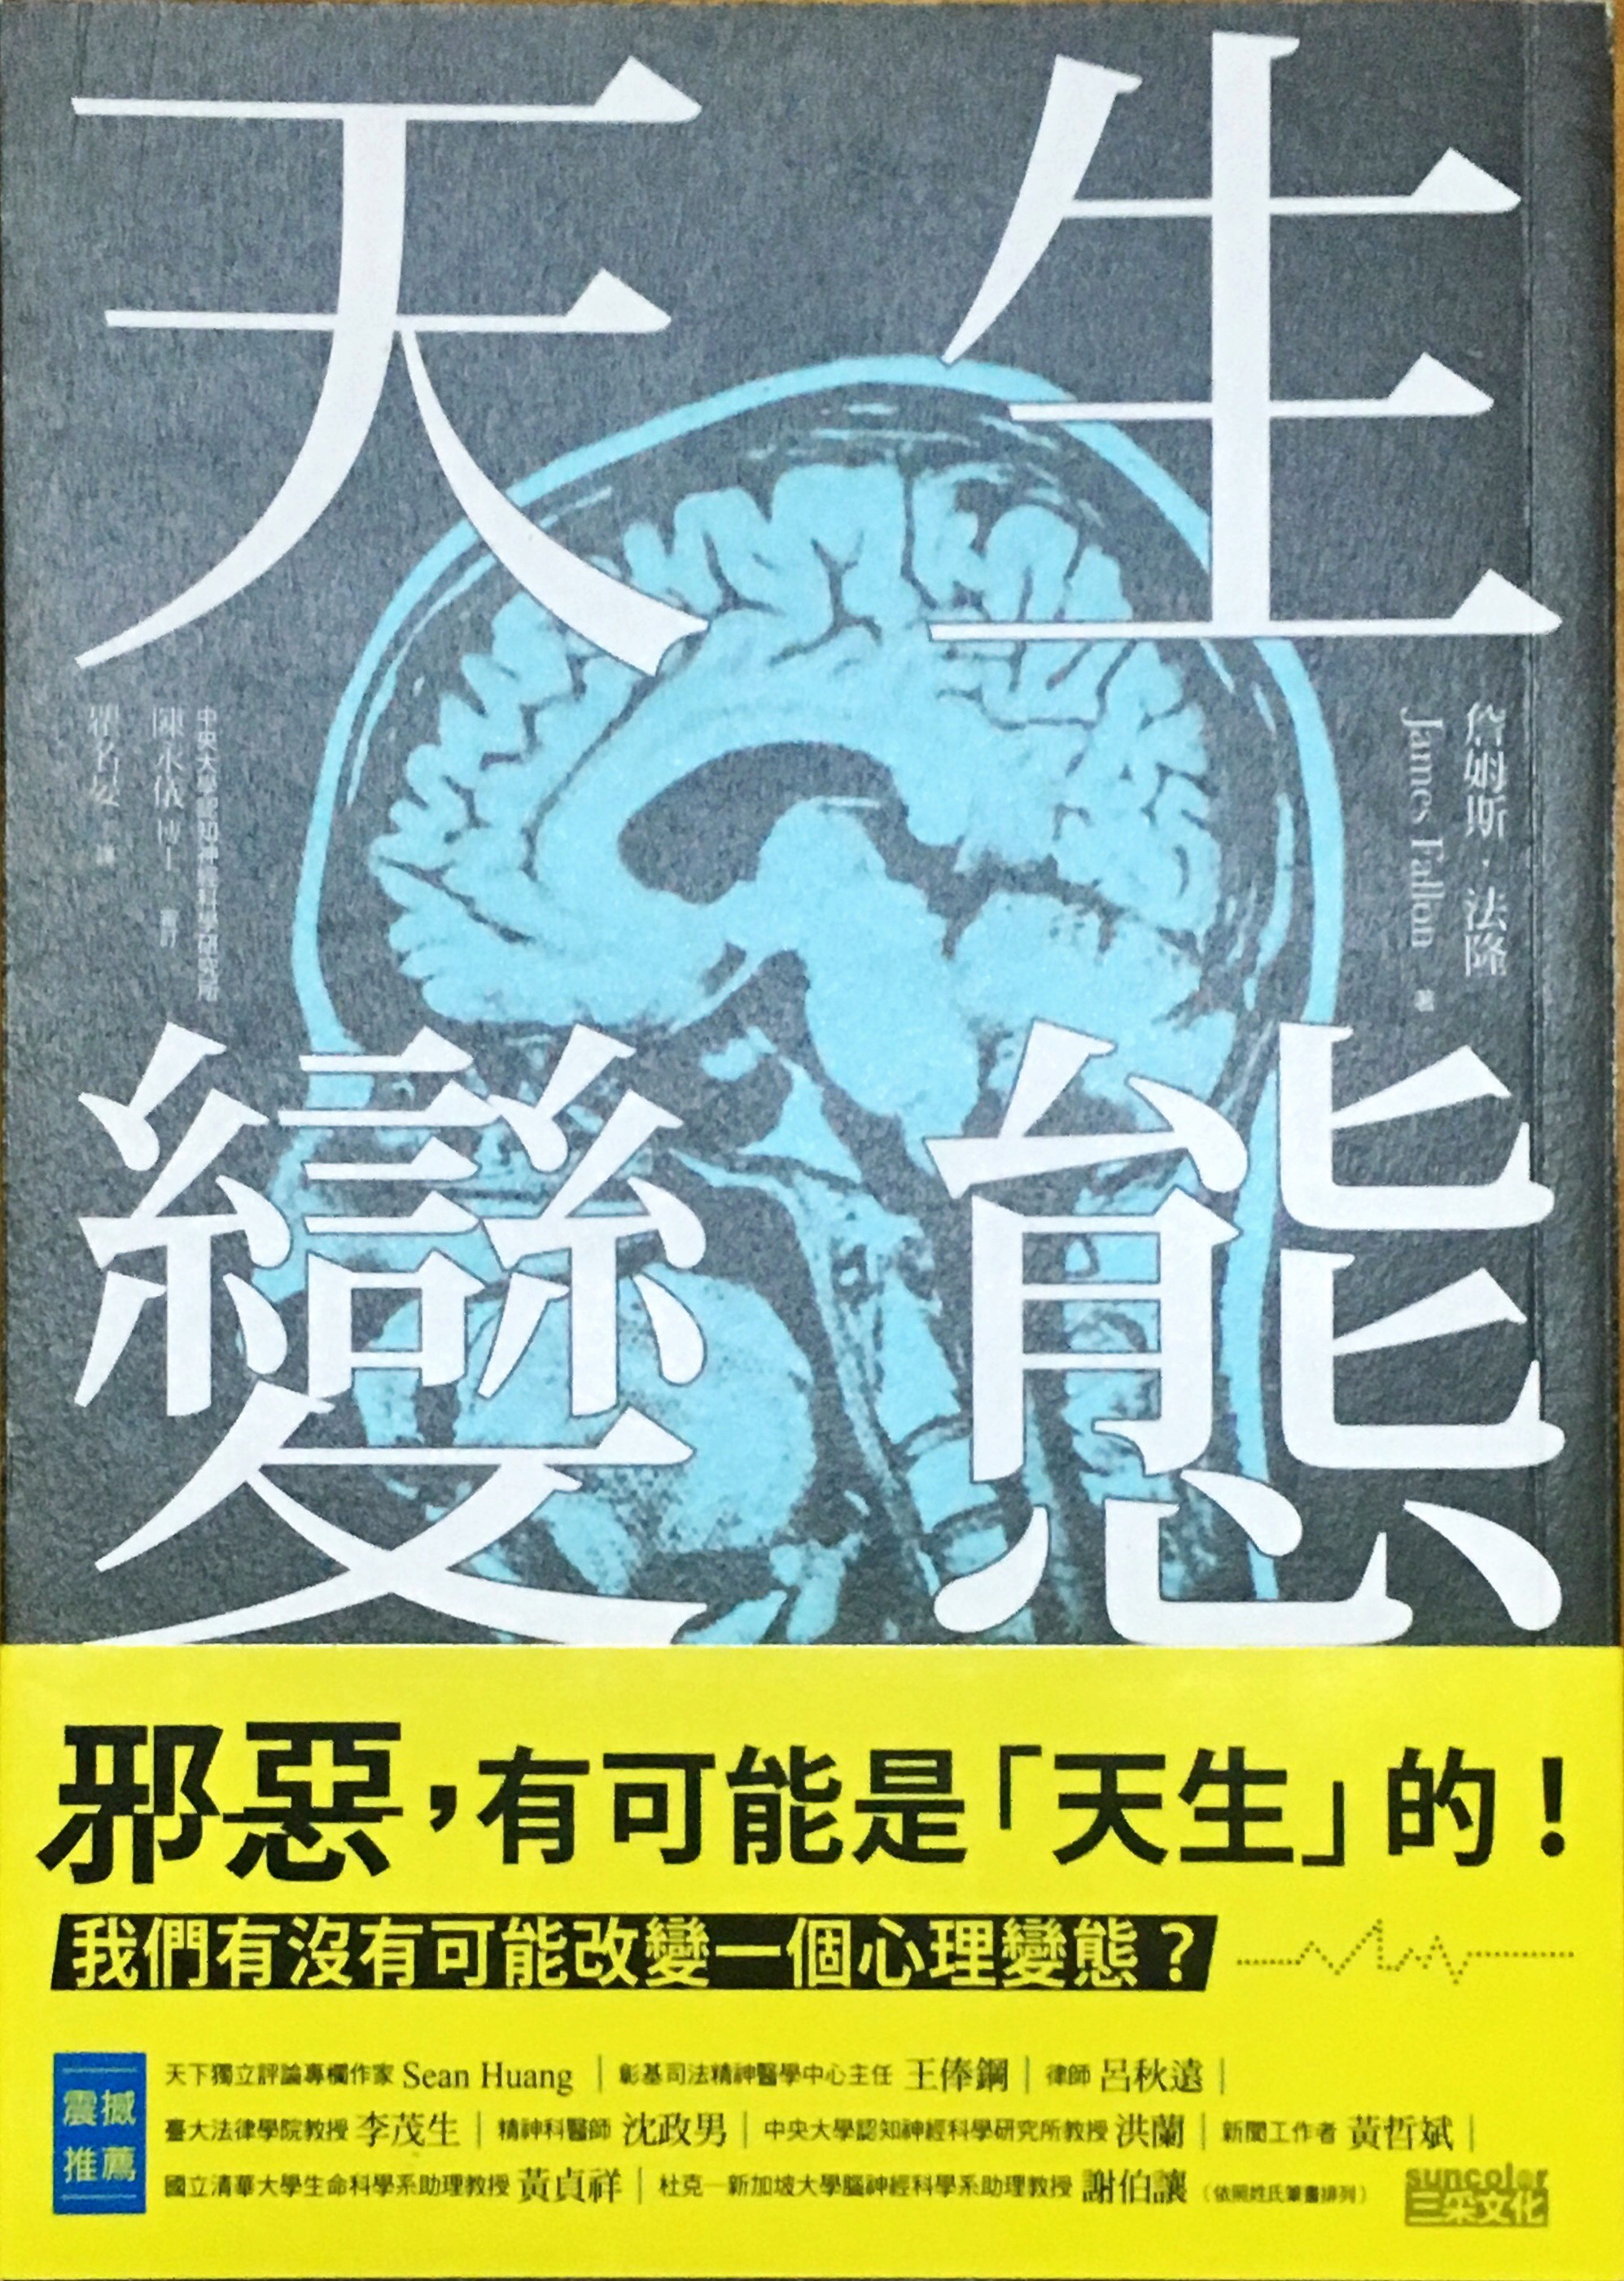 天生
變態
詹姆斯·法隆
James Fallon 著
中央大學認知神經科學研究所
陳永儀 博士 審訂
瞿名晏 譯
邪惡，有可能是「天生」的！
我們有沒有可能改變一個心理變態？
震撼
推薦
天下獨立評論專欄作家 Sean Huang │ 彰基司法精神醫學中心主任 王俸鋼 │ 律師 呂秋遠 │
臺大法律學院教授 李茂生 │ 精神科醫師 沈政男 │ 中央大學認知神經科學研究所教授 洪蘭 │ 新聞工作者 黃哲斌 │
國立清華大學生命科學系助理教授 黃貞祥 │ 杜克—新加坡大學腦神經科學系助理教授 謝伯讓（依照姓氏筆畫排列）
suncolor
三采文化